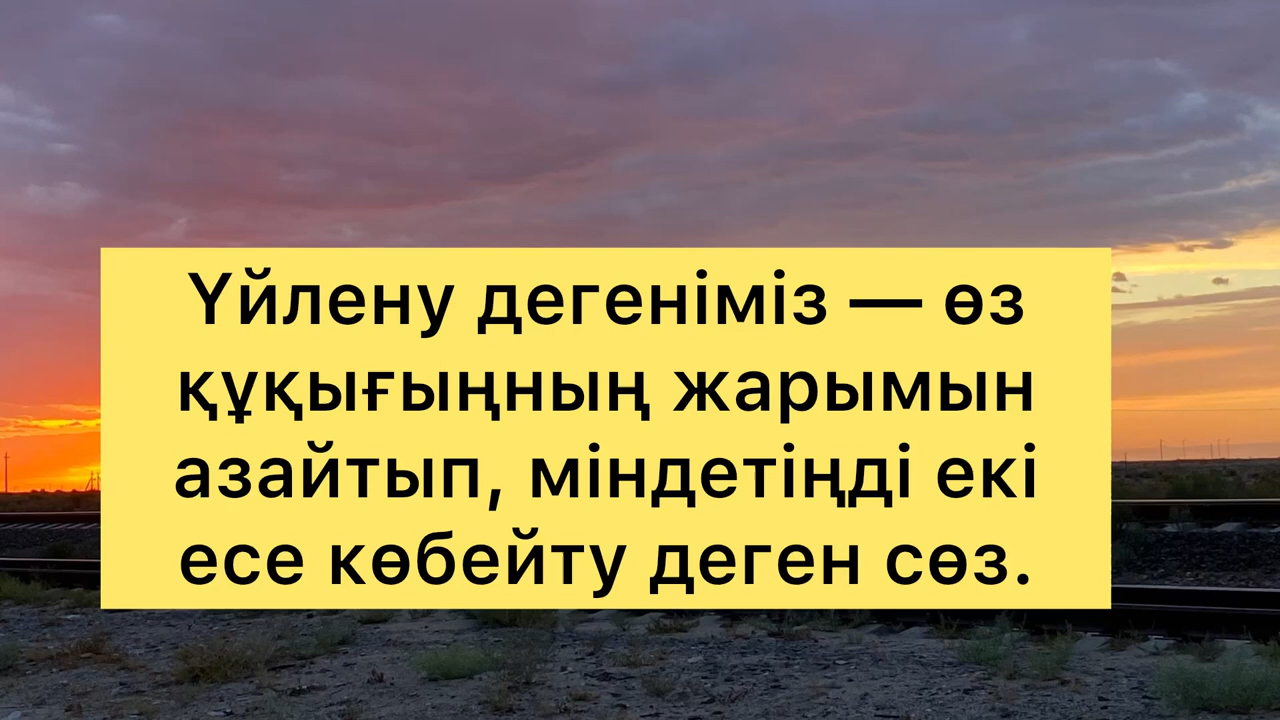 Үйлену дегеніміз — өз
құқығыңның жарымын
азайтып, міндетіңді екі
есе көбейту деген сөз.